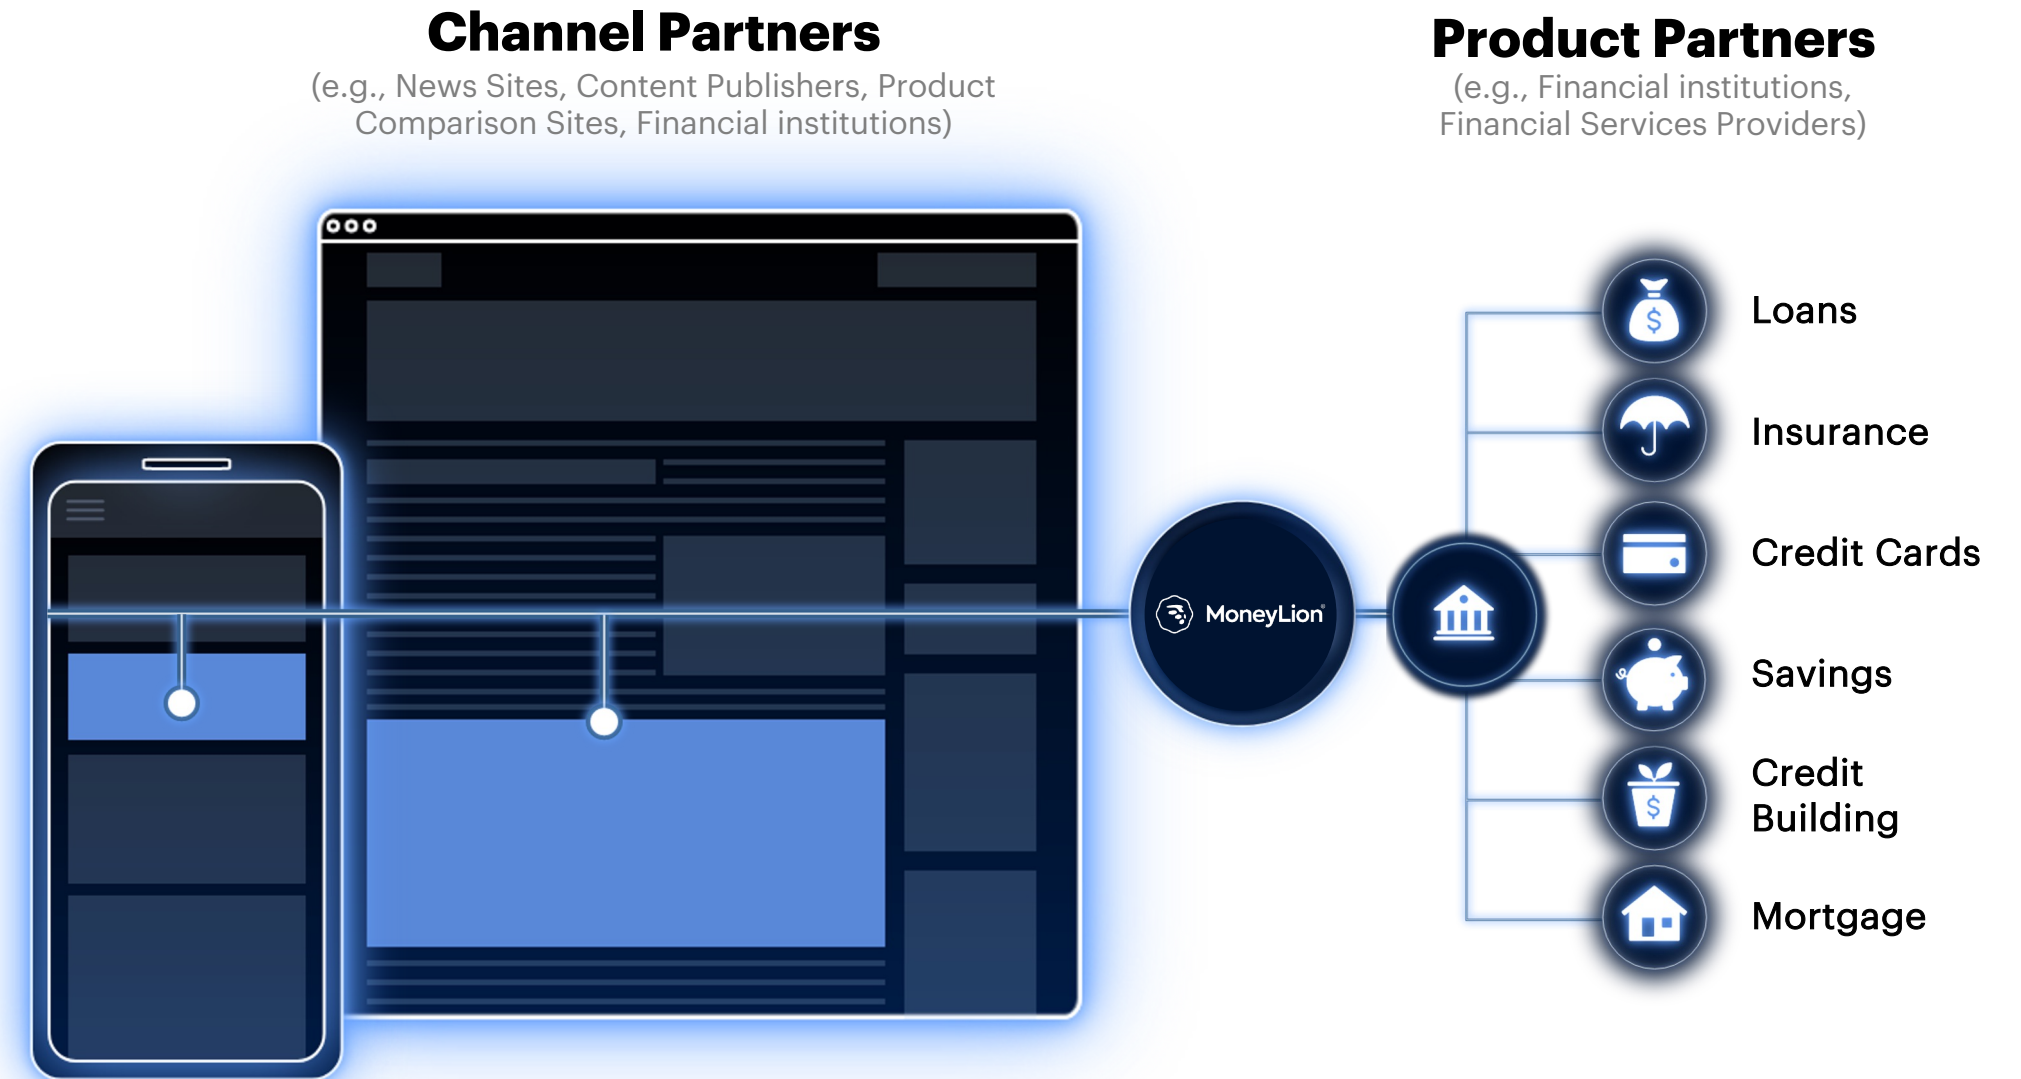 Channel Partners
(e.g., News Sites, Content Publishers, Product
Comparison Sites, Financial institutions)
Product Partners
(e.g., Financial institutions,
Financial Services Providers)
MoneyLion®
$
Loans
Insurance
Credit Cards
Savings
Credit
Building
$
Mortgage